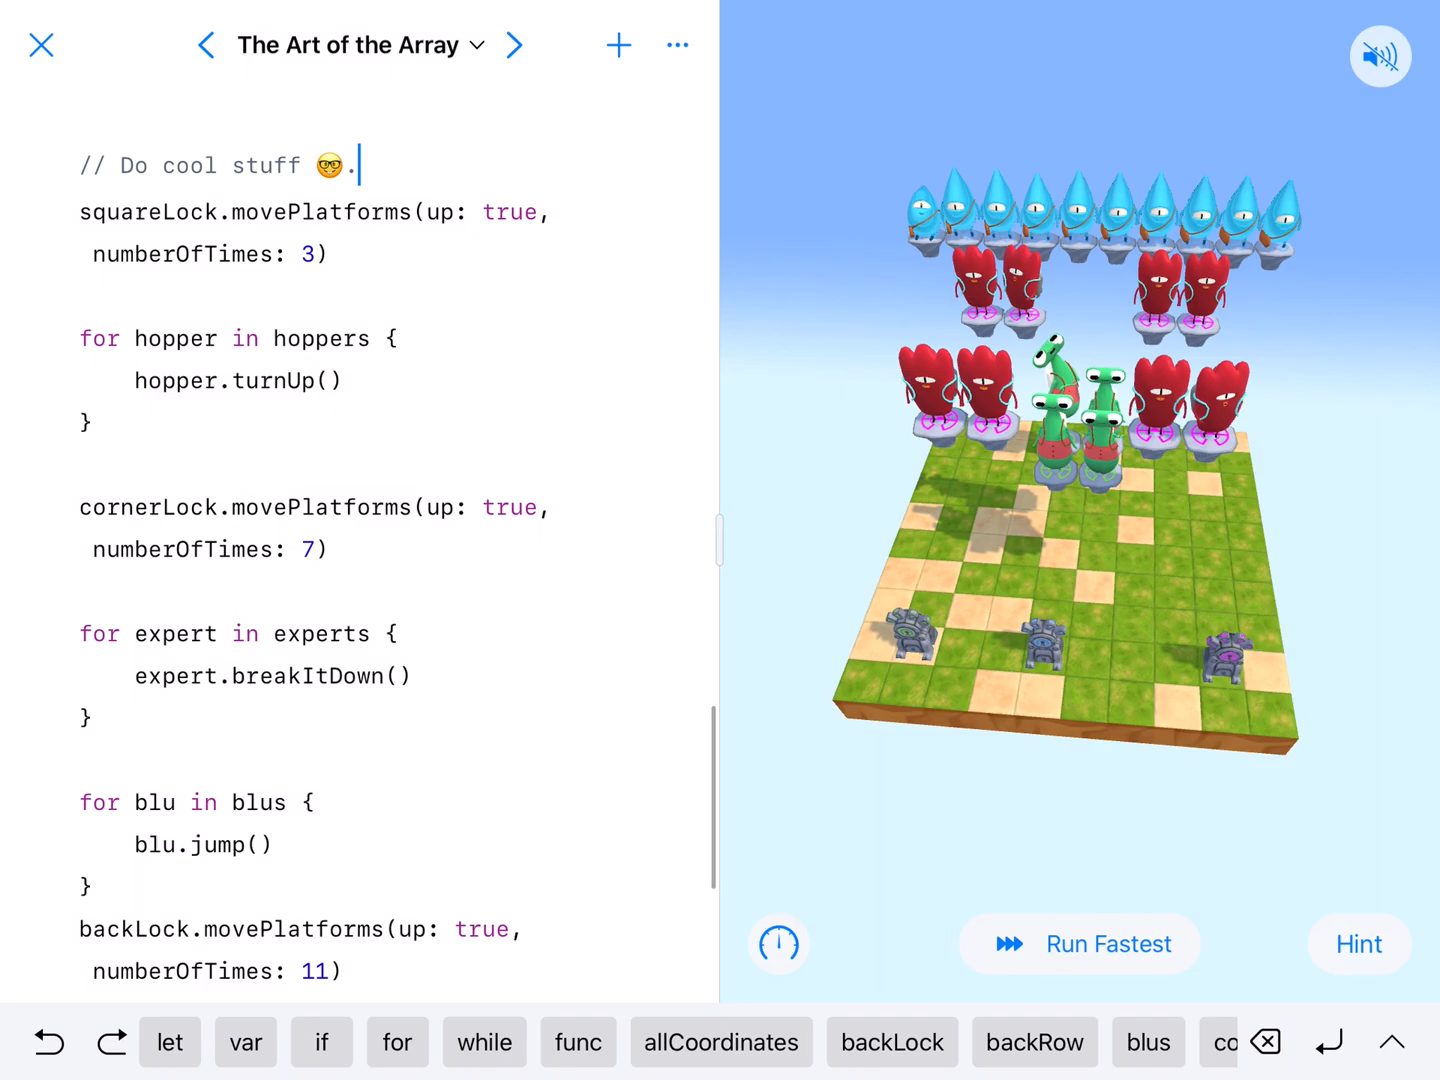 The Art of the Array
// Do cool stuff 🤓.
squareLock.movePlatforms(up: true,
numberOfTimes: 3)
for hopper in hoppers {
hopper.turnUp()
}
cornerLock.movePlatforms(up: true,
numberOfTimes: 7)
for expert in experts {
expert.breakItDown()
}
for blu in blus {
blu.jump()
}
backLock.movePlatforms(up: true,
numberOfTimes: 11)
Run Fastest
Hint
let var if for while func allCoordinates backLock backRow blus co